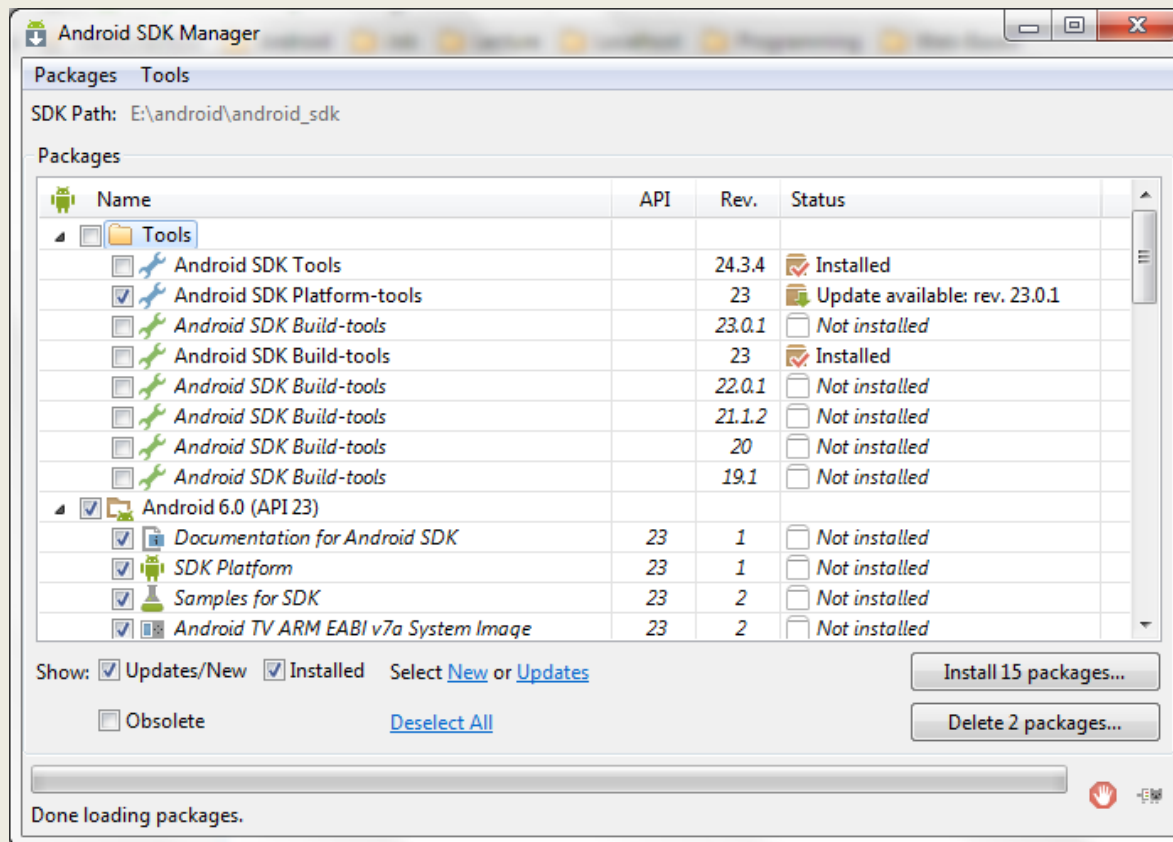 Android SDK Manager
Packages Tools
SDK Path: E:\android\android_sdk
Packages
Name API Rev. Status
Tools
Android SDK Tools 24.3.4 Installed
Android SDK Platform-tools 23 Update available: rev. 23.0.1
Android SDK Build-tools 23.0.1 Not installed
Android SDK Build-tools 23 Installed
Android SDK Build-tools 22.0.1 Not installed
Android SDK Build-tools 21.1.2 Not installed
Android SDK Build-tools 20 Not installed
Android SDK Build-tools 19.1 Not installed
Android 6.0 (API 23)
Documentation for Android SDK 23 1 Not installed
SDK Platform 23 1 Not installed
Samples for SDK 23 2 Not installed
Android TV ARM EABI v7a System Image 23 2 Not installed
Show: Updates/New Installed Select New or Updates Install 15 packages...
Obsolete Deselect All Delete 2 packages...
Done loading packages.